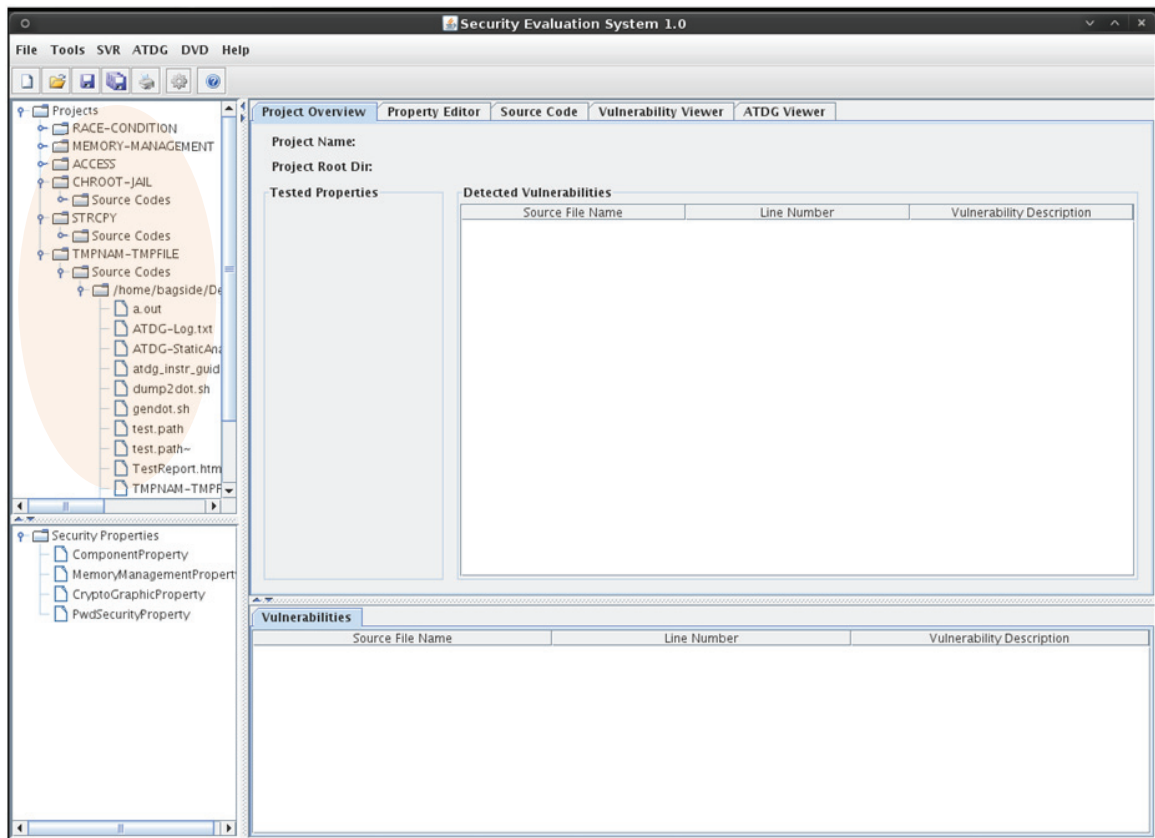 Security Evaluation System 1.0
File Tools SVR ATDG DVD Help
Projects
RACE-CONDITION
MEMORY-MANAGEMENT
ACCESS
CHROOT-JAIL
Source Codes
STRCPY
Source Codes
TMPNAM-TMPFILE
Source Codes
/home/bagside/De
a.out
ATDG-Log.txt
ATDG-StaticAna
atdg_instr_guid
dump2dot.sh
gendot.sh
test.path
test.path~
TestReport.htm
TMPNAM-TMPF
Security Properties
ComponentProperty
MemoryManagementPropert
CryptoGraphicProperty
PwdSecurityProperty
Project Overview Property Editor Source Code Vulnerability Viewer ATDG Viewer
Project Name:
Project Root Dir:
Tested Properties
Detected Vulnerabilities
Source File Name Line Number Vulnerability Description
Vulnerabilities
Source File Name Line Number Vulnerability Description